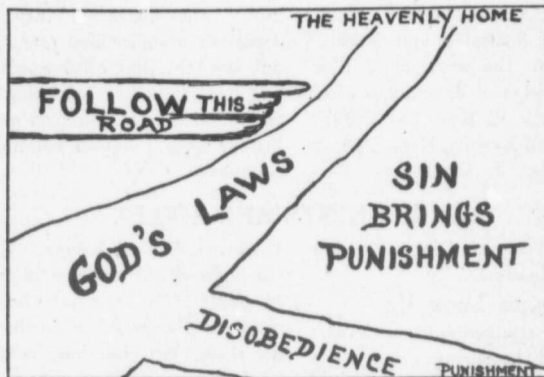 THE HEAVENLY HOME
FOLLOW THIS
ROAD
GOD'S LAWS
SIN
BRINGS
PUNISHMENT
DISOBEDIENCE
PUNISHMENT